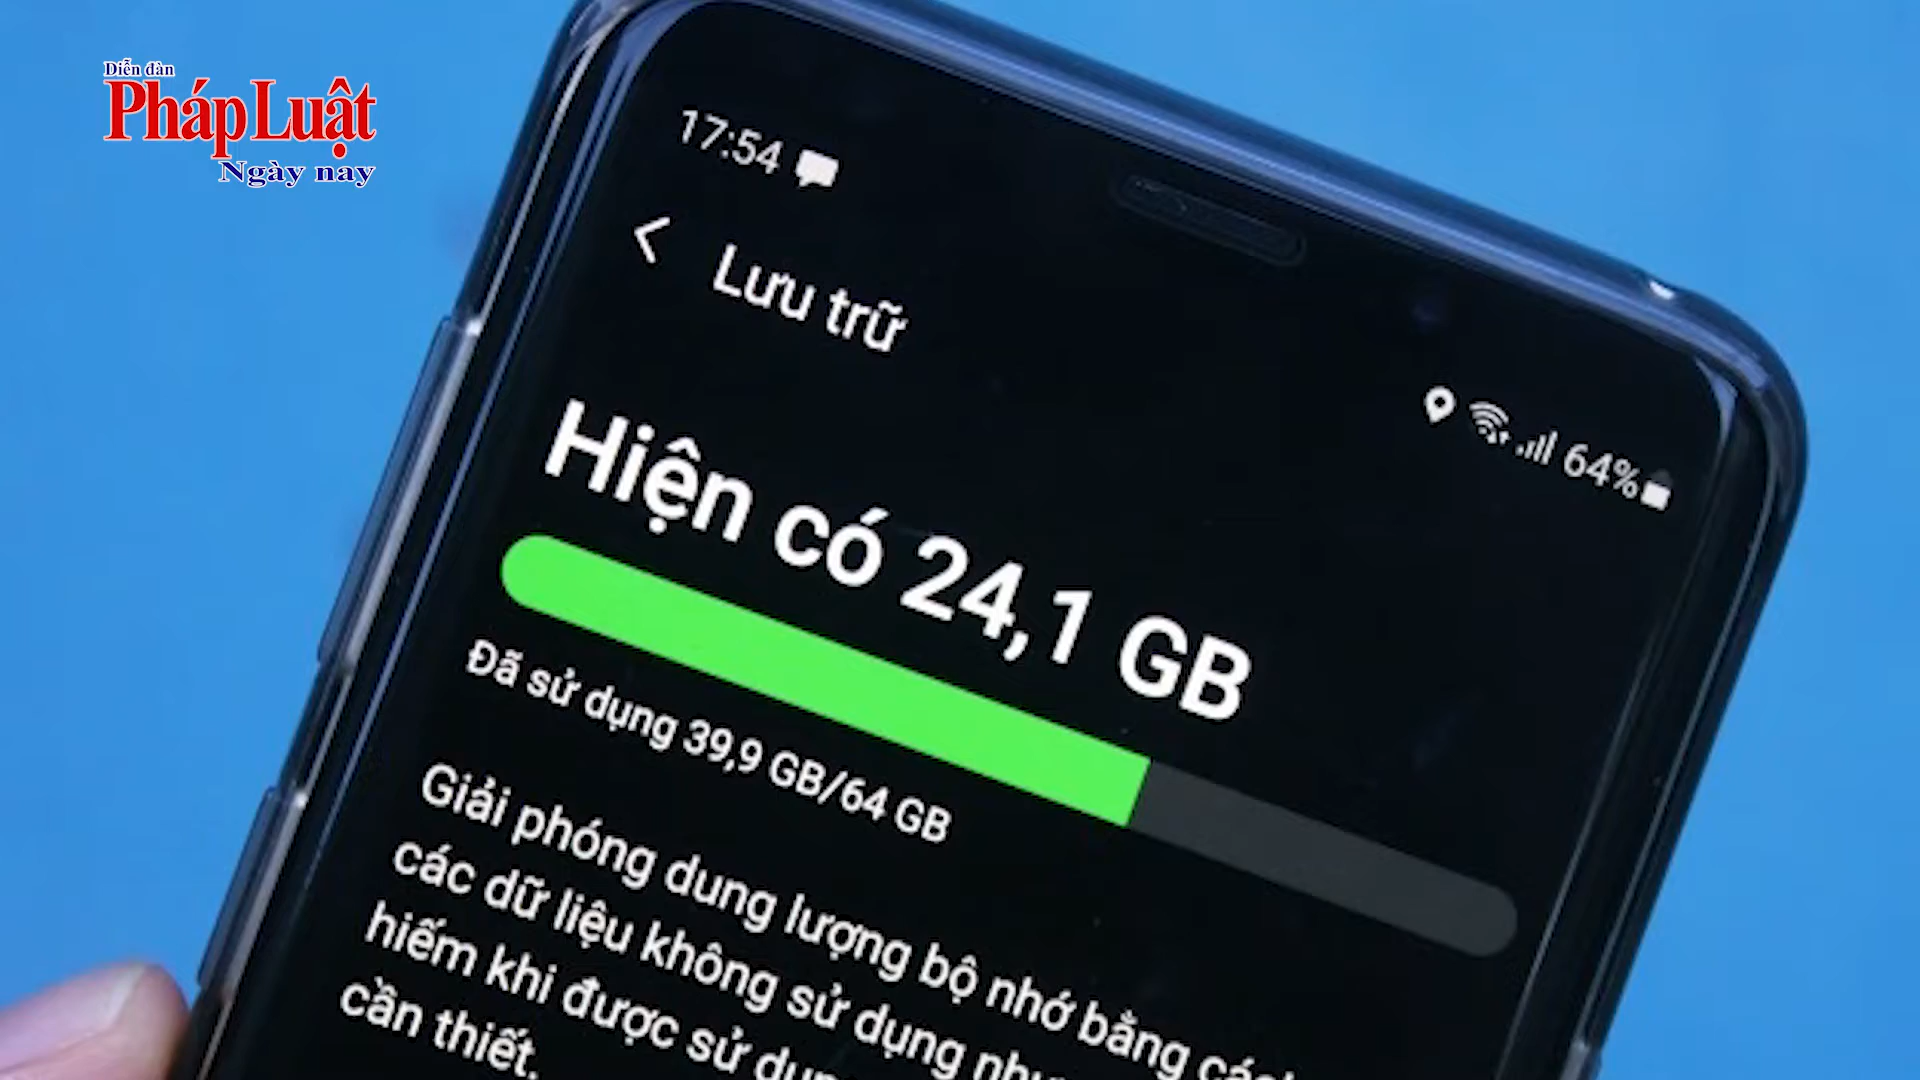 Diễn đàn
Pháp Luật
Ngày nay
17:54
Lưu trữ
64%
Hiện có 24,1 GB
Đã sử dụng 39,9 GB/64 GB
Giải phóng dung lượng bộ nhớ bằng
các dữ liệu không sử dụng
hiếm khi được sử
cần thiết.